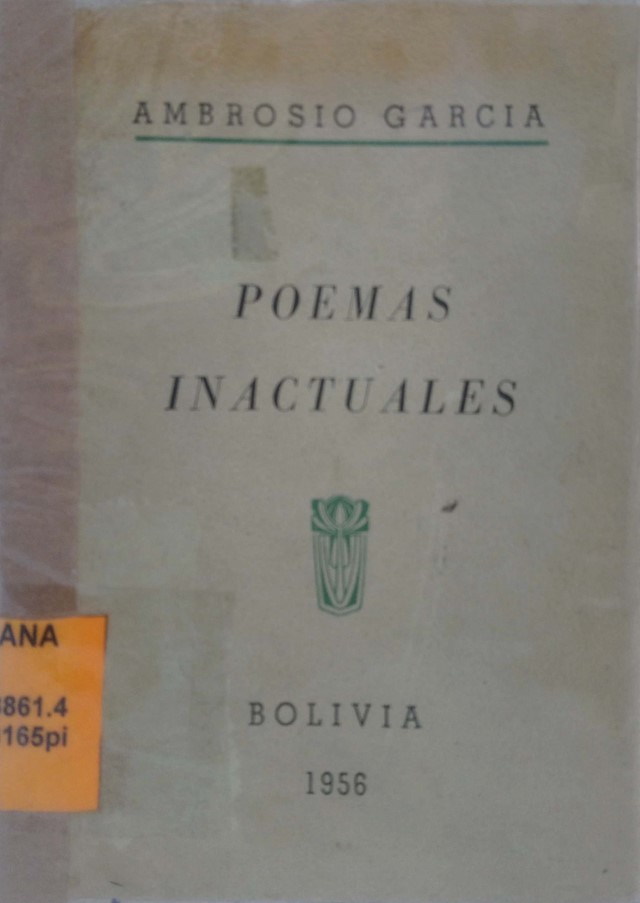 AMBROSIO GARCIA
POEMAS
INACTUALES
BOLIVIA
1956
ANA
861.4
165pi